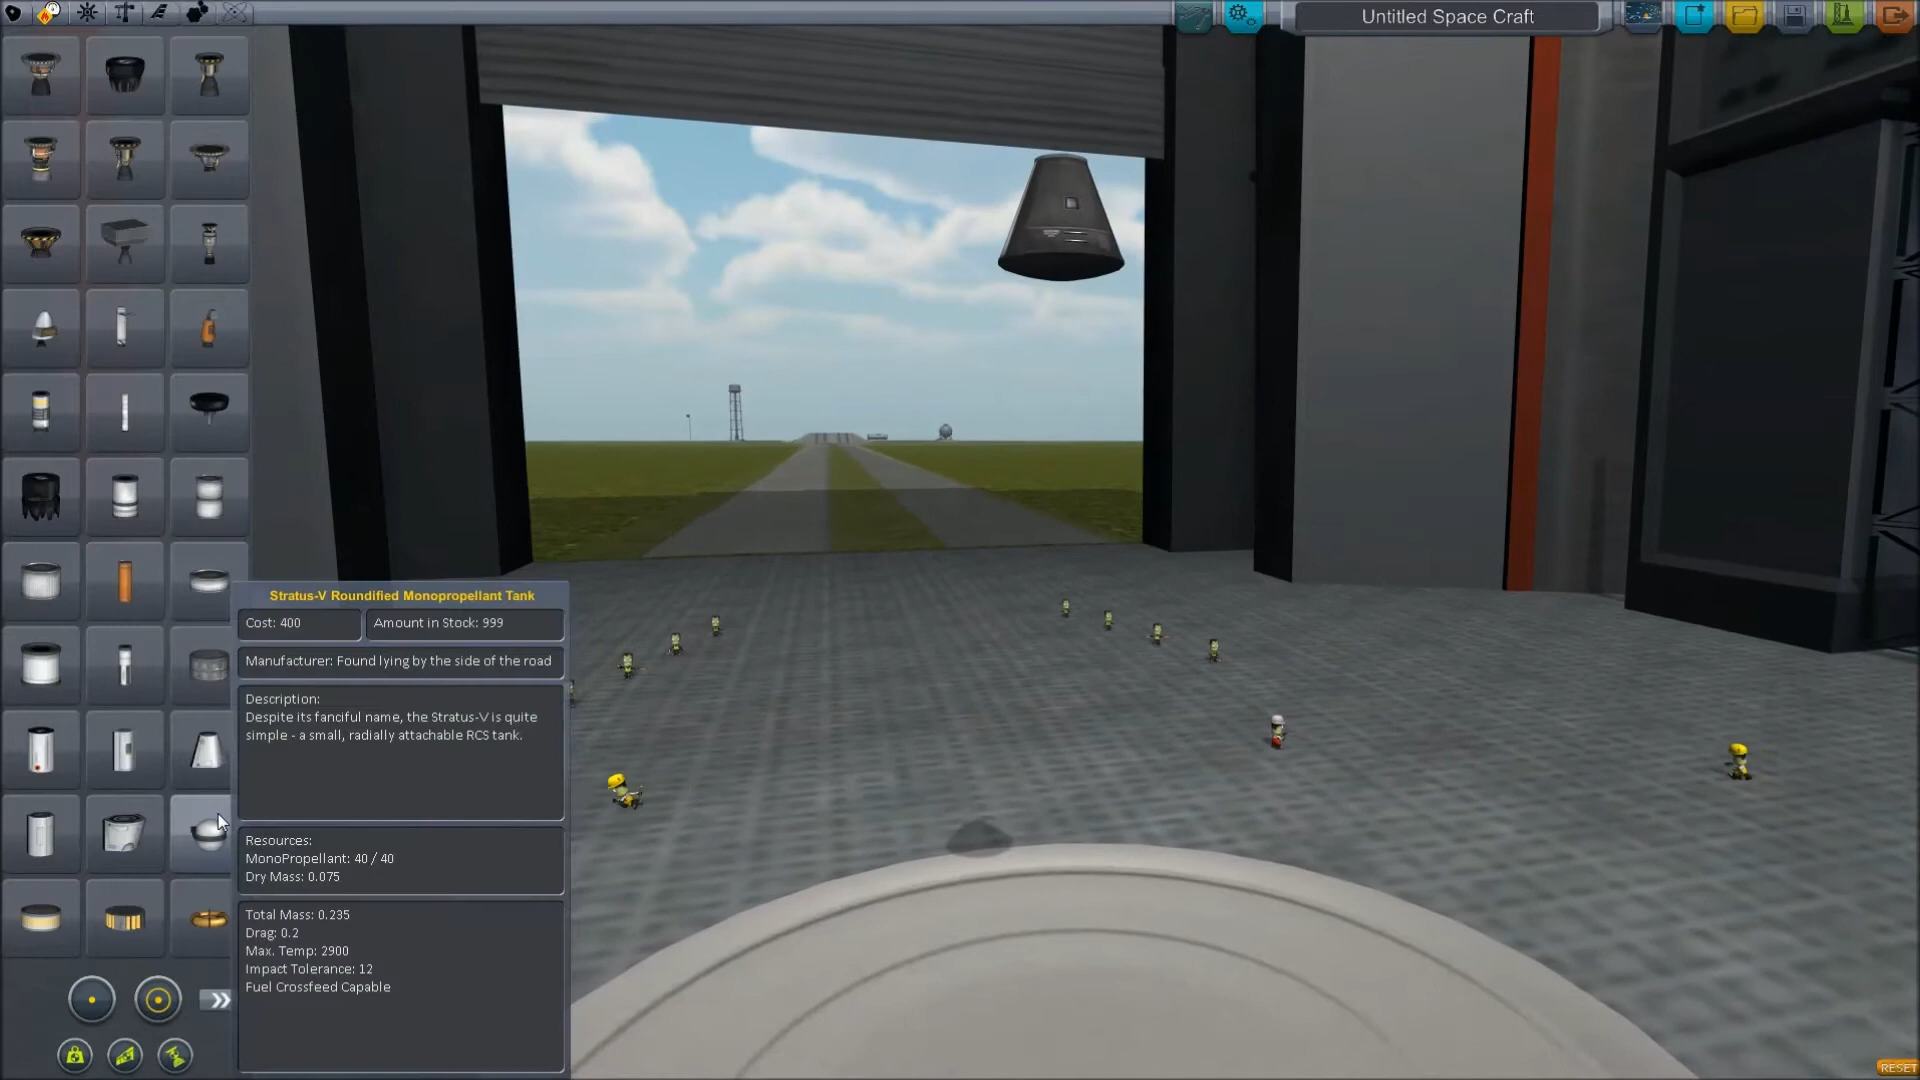 Untitled Space Craft
Stratus-V Roundified Monopropellant Tank
Cost: 400
Amount in Stock: 999
Manufacturer: Found lying by the side of the road
Description:
Despite its fanciful name, the Stratus-V is quite
simple - a small, radially attachable RCS tank.
Resources:
MonoPropellant: 40 / 40
Dry Mass: 0.075
Total Mass: 0.235
Drag: 0.2
Max. Temp: 2900
Impact Tolerance: 12
Fuel Crossfeed Capable
RESET